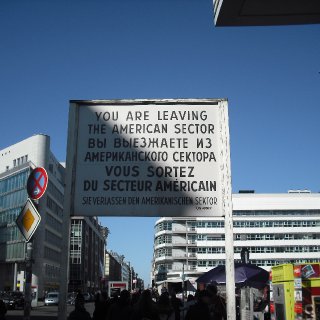 YOU ARE LEAVING
THE AMERICAN SECTOR
ВЫ ВЫЕЗЖАЕТЕ ИЗ
АМЕРИКАНСКОГО СЕКТОРА
VOUS SORTEZ
DU SECTEUR AMÉRICAIN
SIE VERLASSEN DEN AMERIKANISCHEN SEKTOR